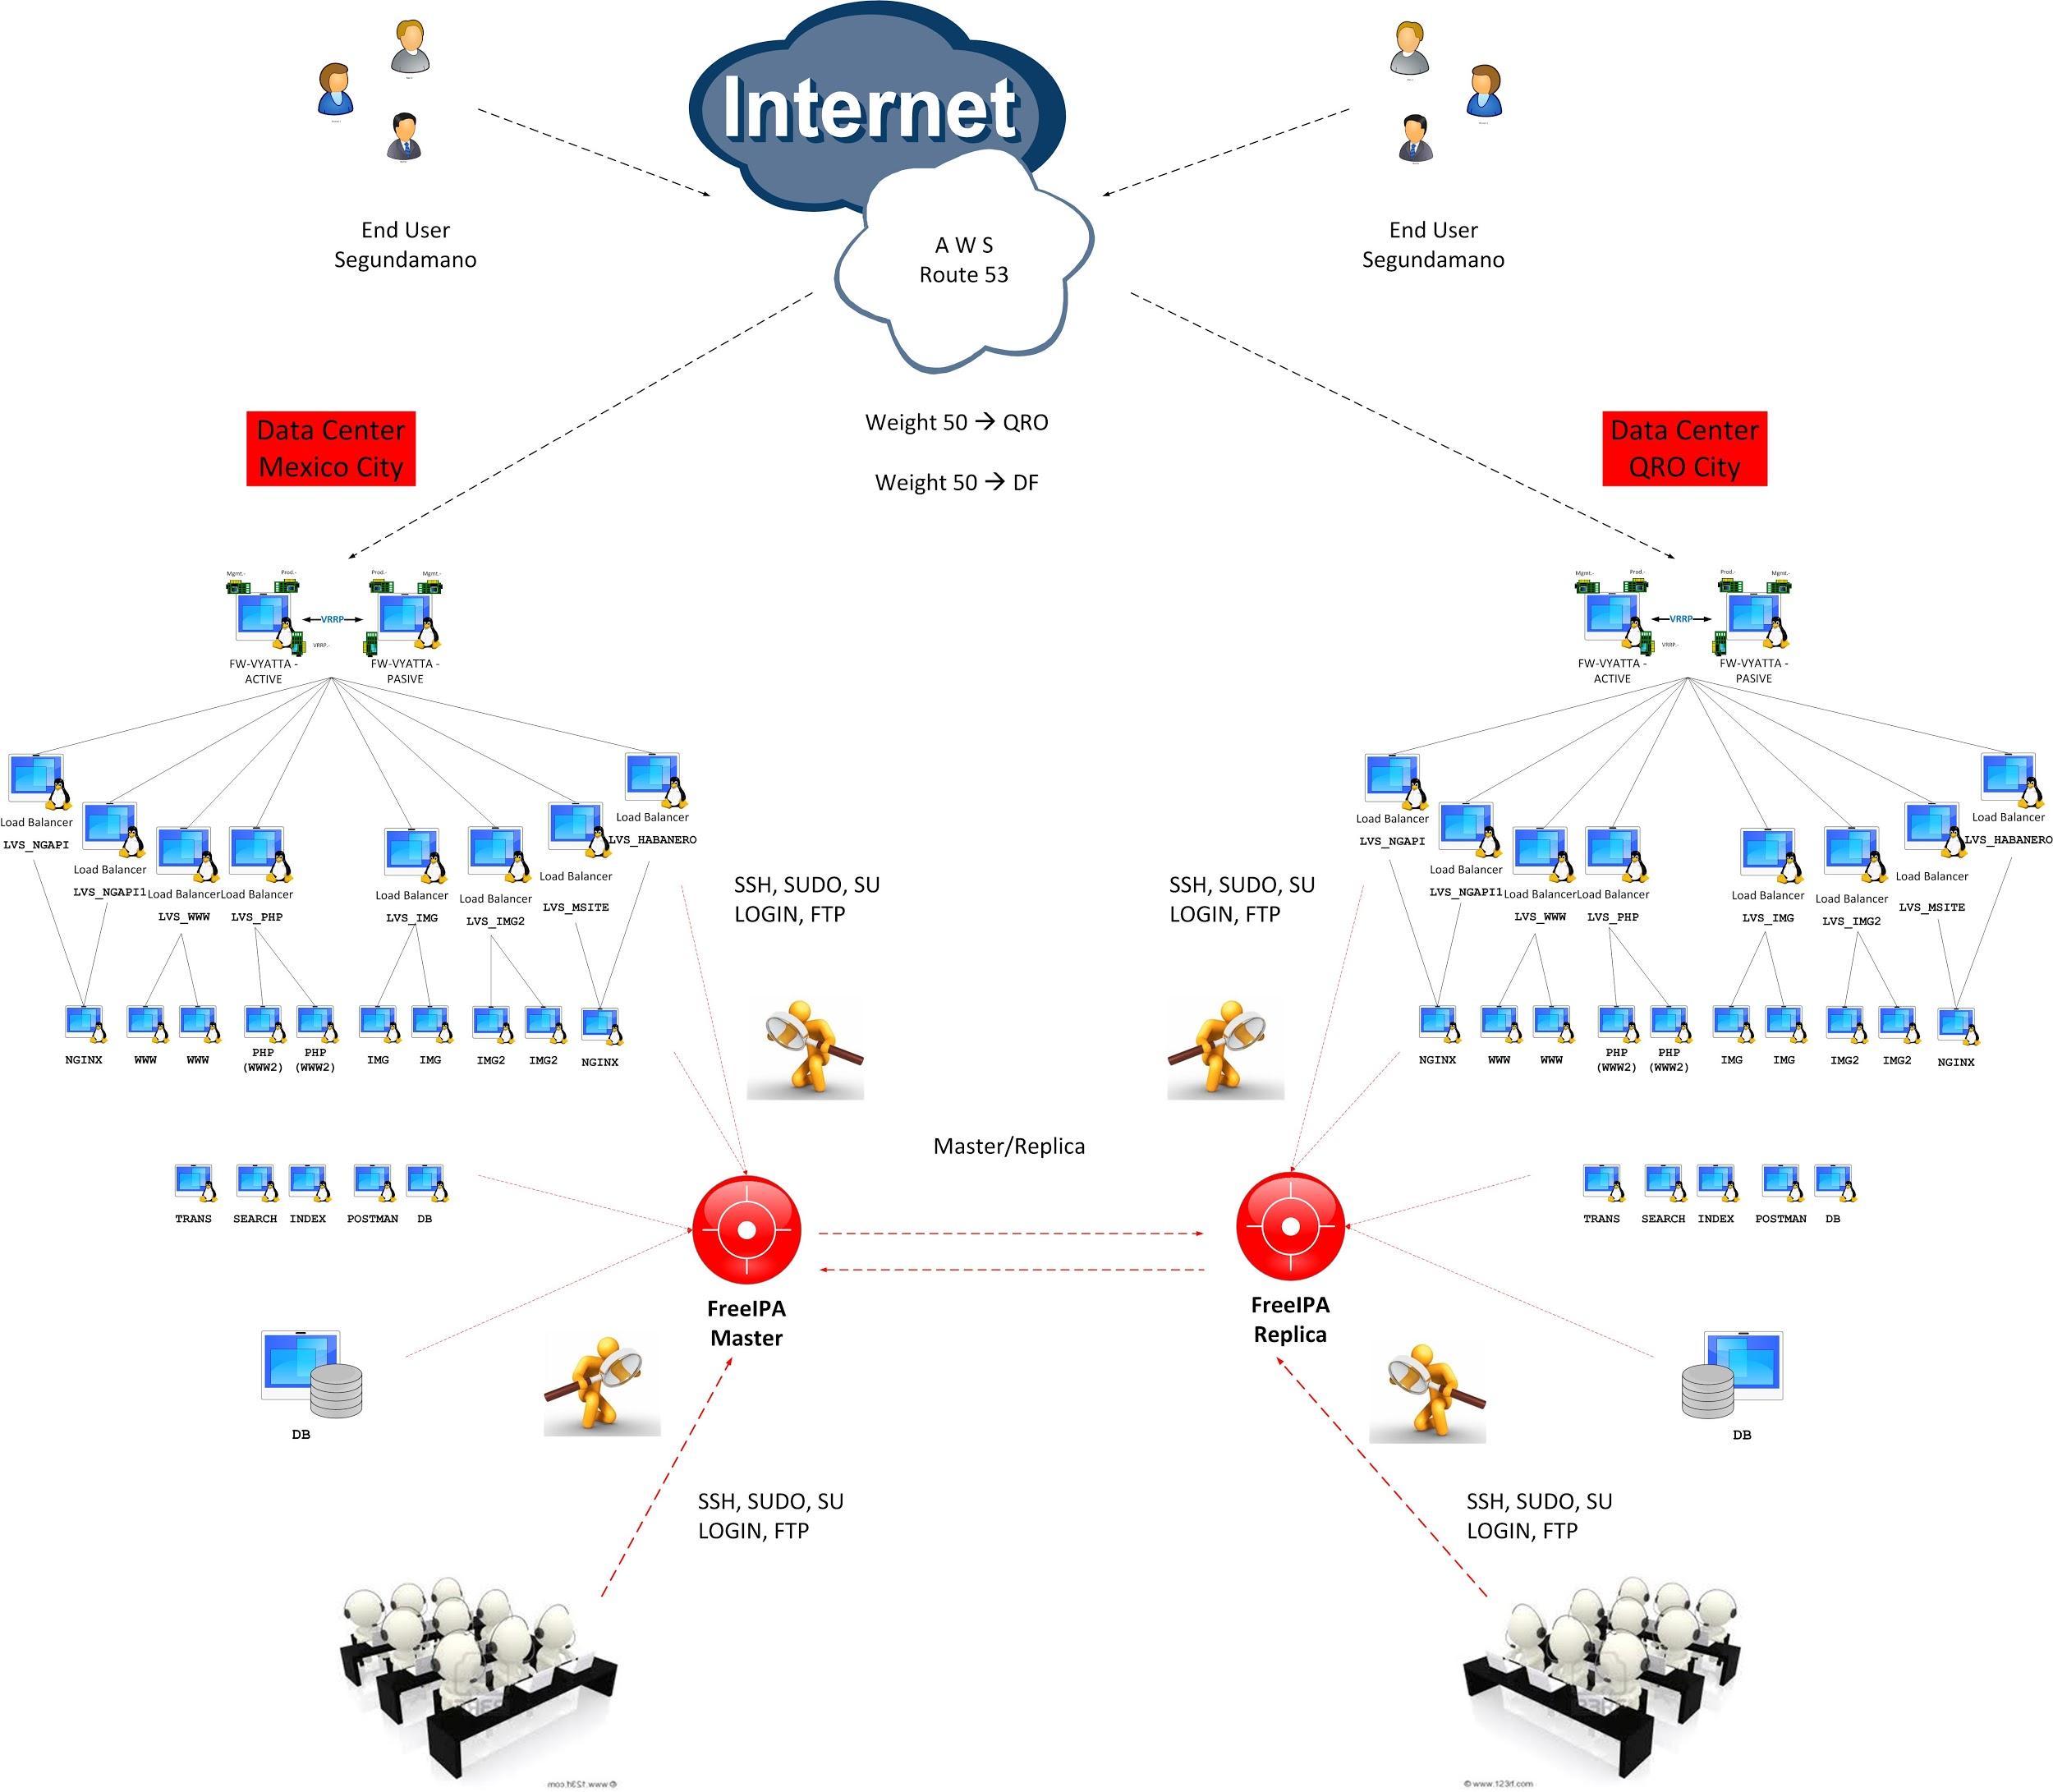 Internet
A W S
Route 53
End User
Segundamano
End User
Segundamano
Weight 50 → QRO
Weight 50 → DF
Data Center
Mexico City
Data Center
QRO City
Mgmt.-
Prod.-
Prod.-
Mgmt.-
VRRP
VRRP.-
FW-VYATTA -
ACTIVE
FW-VYATTA -
PASIVE
Mgmt.-
Prod.-
Prod.-
Mgmt.-
VRRP
VRRP.-
FW-VYATTA -
ACTIVE
FW-VYATTA -
PASIVE
Load Balancer
LVS_NGAPI
Load Balancer
LVS_NGAPI1
Load Balancer
LVS_WWW
Load Balancer
LVS_PHP
Load Balancer
LVS_IMG
Load Balancer
LVS_IMG2
Load Balancer
LVS_MSITE
Load Balancer
LVS_HABANERO
Load Balancer
LVS_NGAPI
Load Balancer
LVS_NGAPI1
Load Balancer
LVS_WWW
Load Balancer
LVS_PHP
Load Balancer
LVS_IMG
Load Balancer
LVS_IMG2
Load Balancer
LVS_MSITE
LVS_HABANERO
SSH, SUDO, SU
LOGIN, FTP
SSH, SUDO, SU
LOGIN, FTP
NGINX
WWW
WWW
PHP
(WWW2)
PHP
(WWW2)
IMG
IMG
IMG2
IMG2
NGINX
NGINX
WWW
WWW
PHP
(WWW2)
PHP
(WWW2)
IMG
IMG
IMG2
IMG2
NGINX
Master/Replica
TRANS
SEARCH
INDEX
POSTMAN
DB
TRANS
SEARCH
INDEX
POSTMAN
DB
FreeIPA
Master
FreeIPA
Replica
DB
DB
SSH, SUDO, SU
LOGIN, FTP
SSH, SUDO, SU
LOGIN, FTP
© www.123rf.com
© www.123rf.com